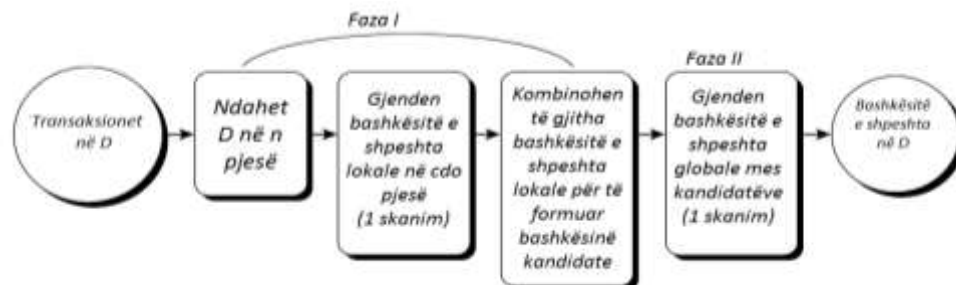 Faza I
Faza II
Transaksionet
në D
Ndahet
D në n
pjesë
Gjenden
bashkësitë e
shpeshta
lokale në cdo
pjesë
(1 skanim)
Kombinohen
të gjitha
bashkësitë e
shpeshta
lokale për të
formuar
bashkësinë
kandidate
Gjenden
bashkësitë e
shpeshta
globale mes
kandidatëve
(1 skanim)
Bashkësitë
e shpeshta
në D